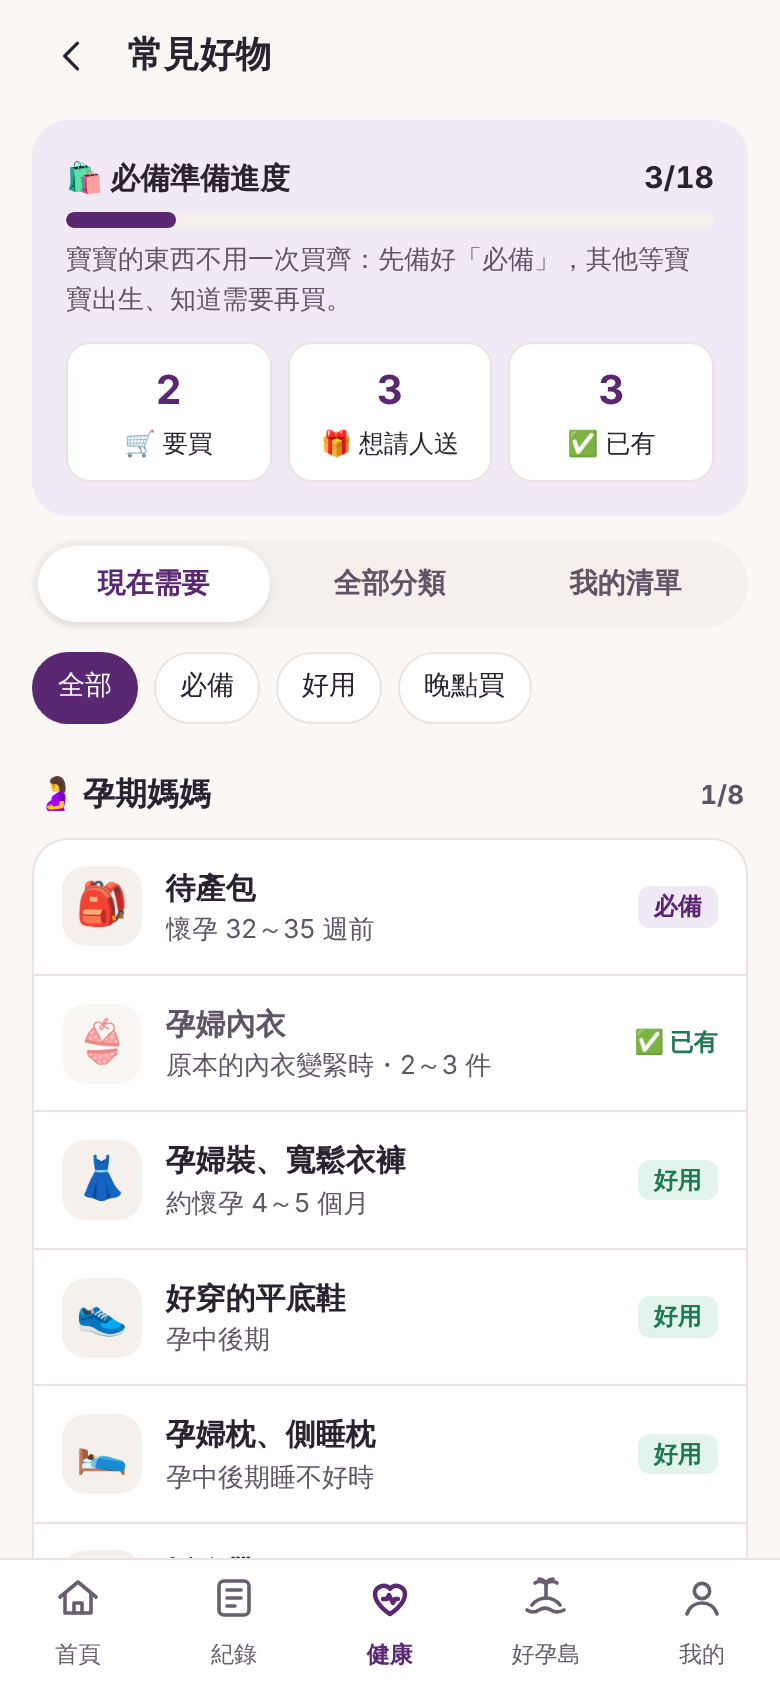 常見好物
必備準備進度
3/18
寶寶的東西不用一次買齊：先備好「必備」，其他等寶
寶出生、知道需要再買。
2
3
3
要買
想請人送
已有
現在需要
全部分類
我的清單
全部
必備
好用
晚點買
孕期媽媽
1/8
待產包
懷孕 32～35 週前
必備
孕婦內衣
原本的內衣變緊時・2～3 件
已有
孕婦裝、寬鬆衣褲
約懷孕 4～5 個月
好用
好穿的平底鞋
孕中後期
好用
孕婦枕、側睡枕
孕中後期睡不好時
好用
首頁
紀錄
健康
好孕島
我的